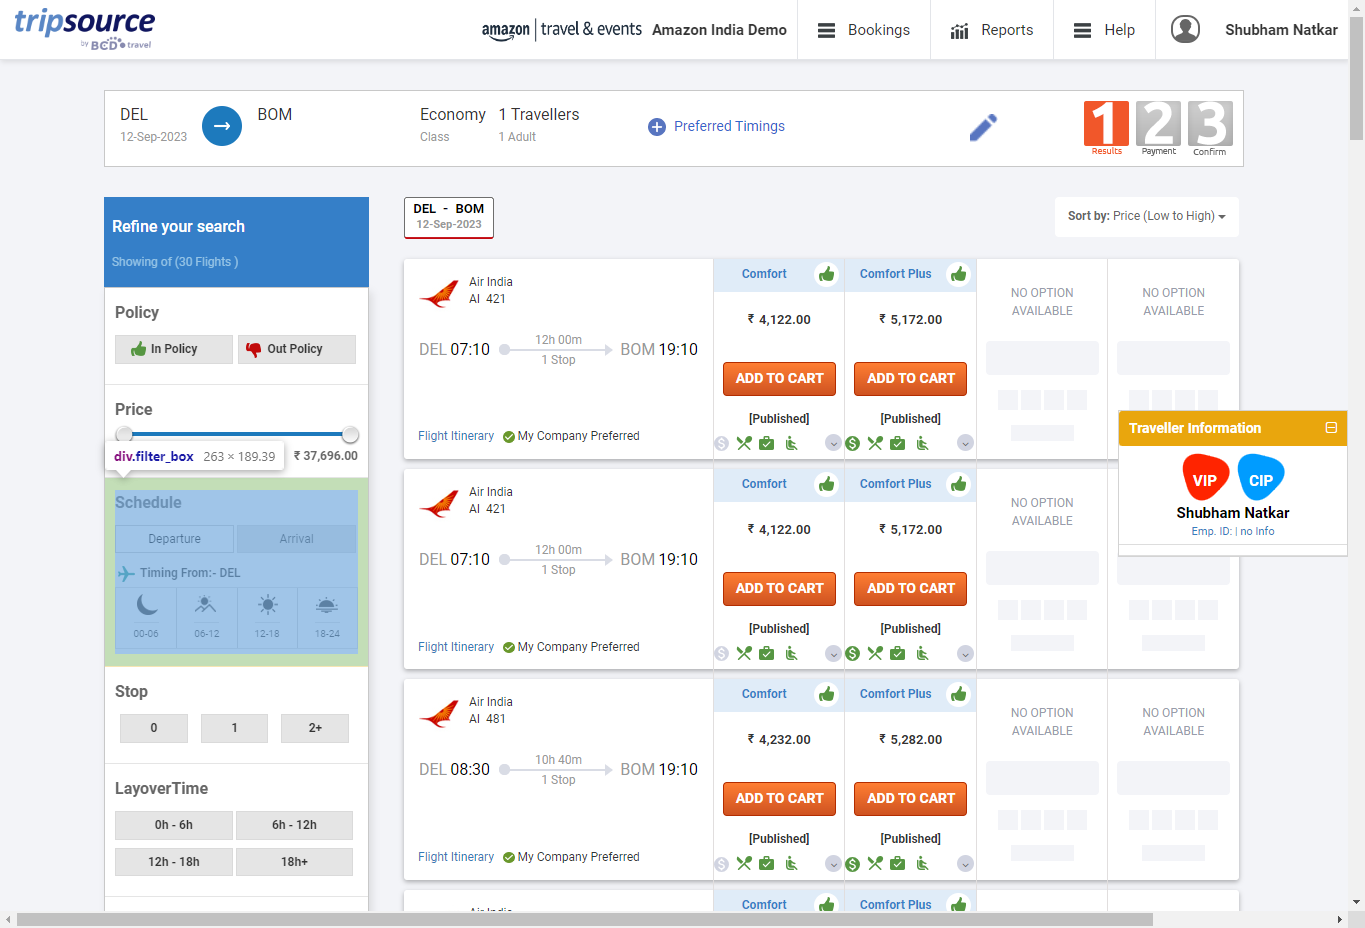 tripsource
by BCD travel
amazon travel & events
Amazon India Demo
Bookings
Reports
Help
Shubham Natkar
DEL
12-Sep-2023
BOM
Economy
Class
1 Travellers
1 Adult
Preferred Timings
1
Results
2
Payment
3
Confirm
Refine your search
Showing of (30 Flights )
Policy
In Policy
Out Policy
Price
div.filter_box 263 × 189.39
₹ 37,696.00
Schedule
Departure
Arrival
Timing From:- DEL
00-06
06-12
12-18
18-24
Stop
0
1
2+
LayoverTime
0h - 6h
6h - 12h
12h - 18h
18h+
DEL - BOM
12-Sep-2023
Sort by: Price (Low to High)
Air India
AI 421
DEL 07:10
12h 00m
1 Stop
BOM 19:10
Flight Itinerary
My Company Preferred
Comfort
₹ 4,122.00
ADD TO CART
[Published]
Comfort Plus
₹ 5,172.00
ADD TO CART
[Published]
NO OPTION
AVAILABLE
NO OPTION
AVAILABLE
Air India
AI 421
DEL 07:10
12h 00m
1 Stop
BOM 19:10
Flight Itinerary
My Company Preferred
Comfort
₹ 4,122.00
ADD TO CART
[Published]
Comfort Plus
₹ 5,172.00
ADD TO CART
[Published]
NO OPTION
AVAILABLE
Traveller Information
VIP
CIP
Shubham Natkar
Emp. ID: | no Info
Air India
AI 481
DEL 08:30
10h 40m
1 Stop
BOM 19:10
Flight Itinerary
My Company Preferred
Comfort
₹ 4,232.00
ADD TO CART
[Published]
Comfort Plus
₹ 5,282.00
ADD TO CART
[Published]
NO OPTION
AVAILABLE
NO OPTION
AVAILABLE
Comfort
Comfort Plus